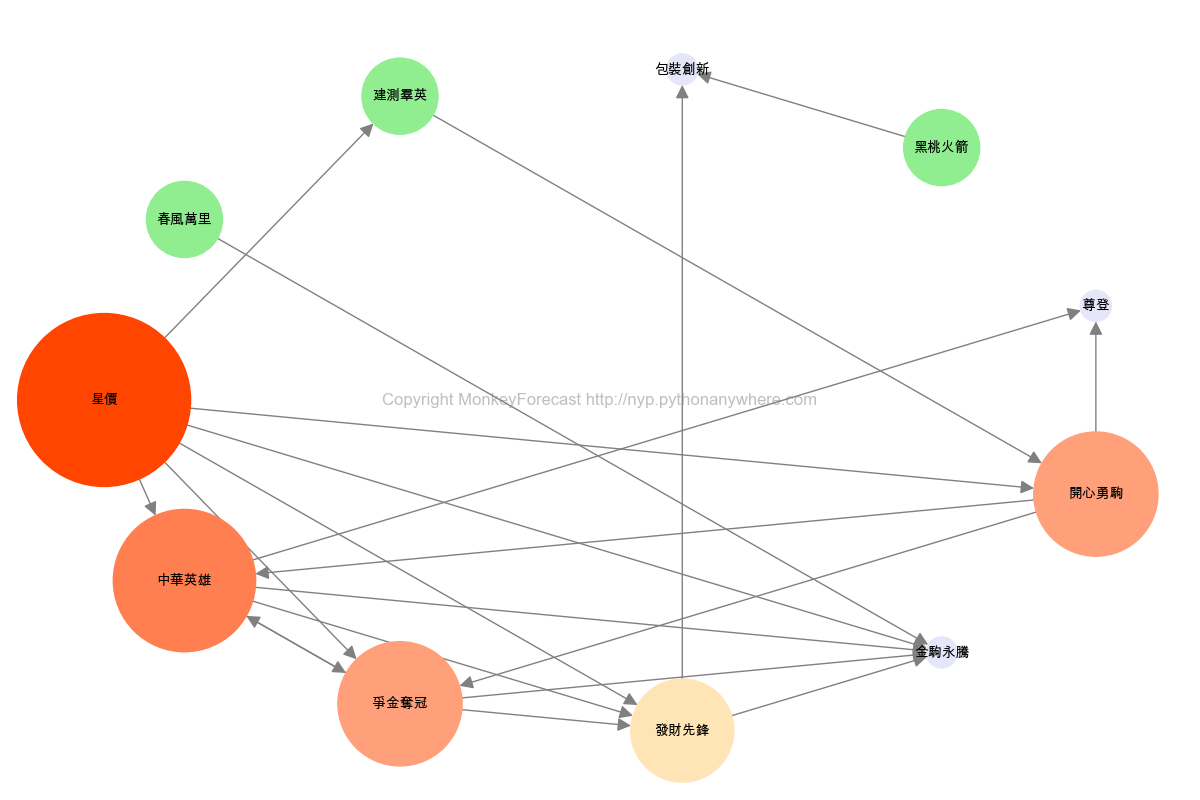 包裝創新
建測羣英
黑桃火箭
春風萬里
尊登
星價
Copyright MonkeyForecast http://nyp.pythonanywhere.com
開心勇駒
中華英雄
金駒永騰
爭金奪冠
發財先鋒